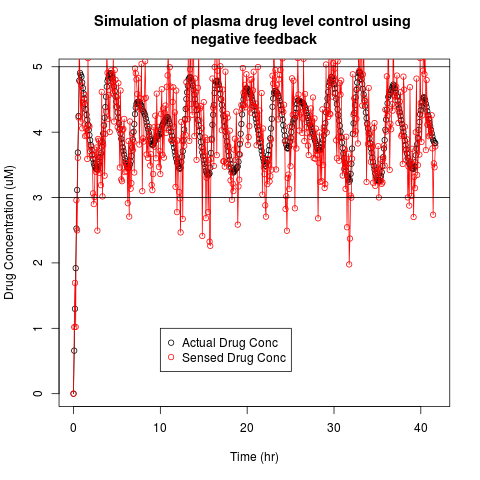 Simulation of plasma drug level control using
negative feedback
Drug Concentration (uM)
5
4
3
2
1
0
Actual Drug Conc
Sensed Drug Conc
0
10
20
30
40
Time (hr)